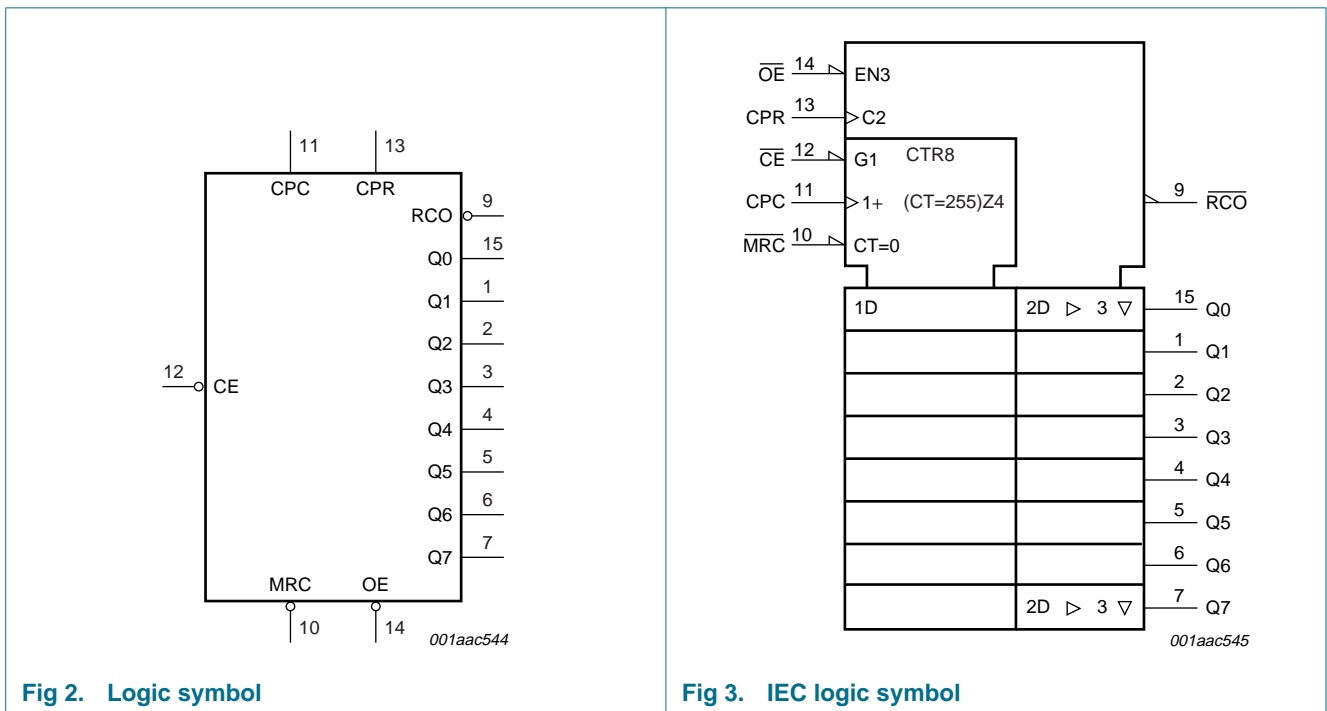 11
13
CPC
CPR
RCO
9
Q0
15
Q1
1
Q2
2
Q3
3
12
CE
Q4
4
Q5
5
Q6
6
Q7
7
MRC
OE
10
14
001aac544
Fig 2. Logic symbol
OE 14 EN3
CPR 13 C2
CE 12 G1 CTR8
CPC 11 1+ (CT=255)Z4
9 RCO
MRC 10 CT=0
1D 2D ▷ 3 ▽ 15 Q0
1 Q1
2 Q2
3 Q3
4 Q4
5 Q5
6 Q6
2D ▷ 3 ▽ 7 Q7
001aac545
Fig 3. IEC logic symbol